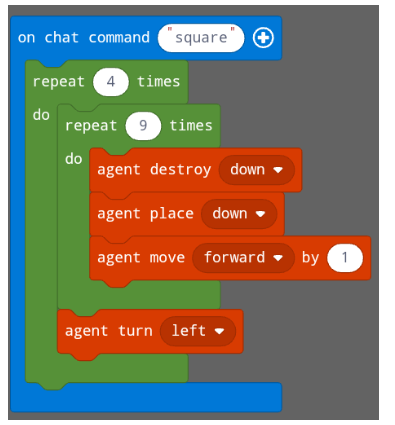 on chat command "square"
repeat 4 times
do
repeat 9 times
do
agent destroy down
agent place down
agent move forward by 1
agent turn left